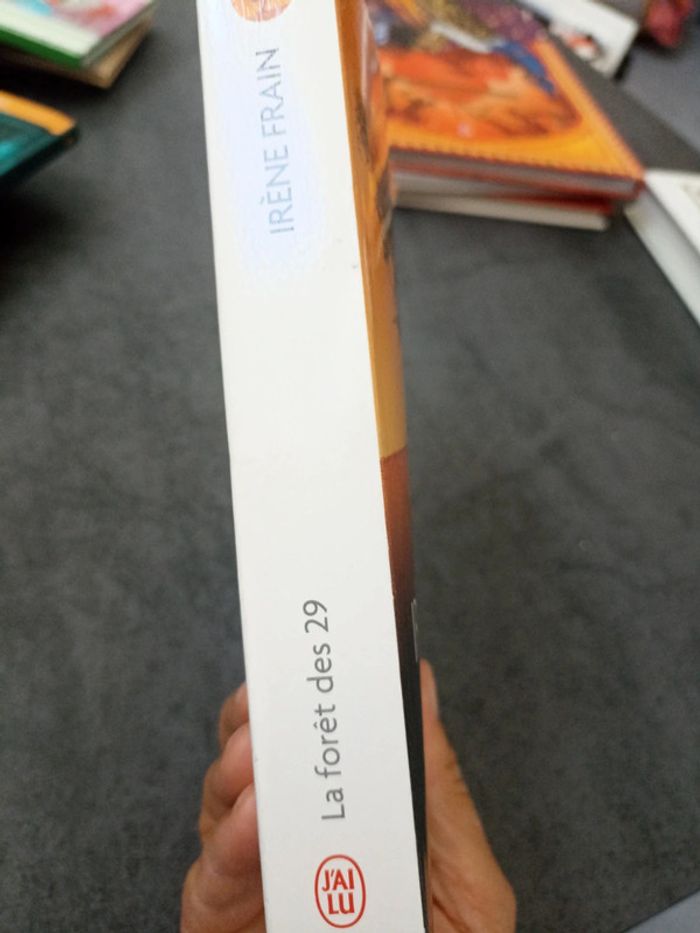 IRÈNE FRAIN
La forêt des 29
J'AI
LU